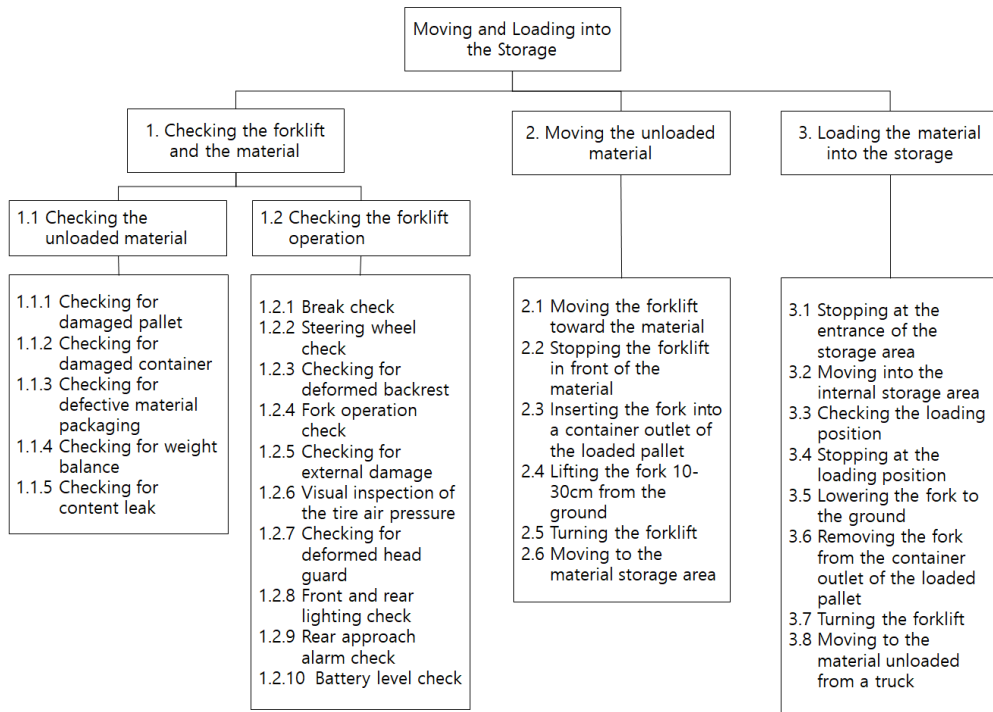 Moving and Loading into
the Storage
1. Checking the forklift
and the material
2. Moving the unloaded
material
3. Loading the material
into the storage
1.1 Checking the
unloaded material
1.2 Checking the forklift
operation
1.1.1 Checking for
damaged pallet
1.1.2 Checking for
damaged container
1.1.3 Checking for
defective material
packaging
1.1.4 Checking for weight
balance
1.1.5 Checking for
content leak
1.2.1 Break check
1.2.2 Steering wheel
check
1.2.3 Checking for
deformed backrest
1.2.4 Fork operation
check
1.2.5 Checking for
external damage
1.2.6 Visual inspection of
the tire air pressure
1.2.7 Checking for
deformed head
guard
1.2.8 Front and rear
lighting check
1.2.9 Rear approach
alarm check
1.2.10 Battery level check
2.1 Moving the forklift
toward the material
2.2 Stopping the forklift
in front of the
material
2.3 Inserting the fork into
a container outlet of
the loaded pallet
2.4 Lifting the fork 10-
30cm from the
ground
2.5 Turning the forklift
2.6 Moving to the
material storage area
3.1 Stopping at the
entrance of the
storage area
3.2 Moving into the
internal storage area
3.3 Checking the loading
position
3.4 Stopping at the
loading position
3.5 Lowering the fork to
the ground
3.6 Removing the fork
from the container
outlet of the loaded
pallet
3.7 Turning the forklift
3.8 Moving to the
material unloaded
from a truck